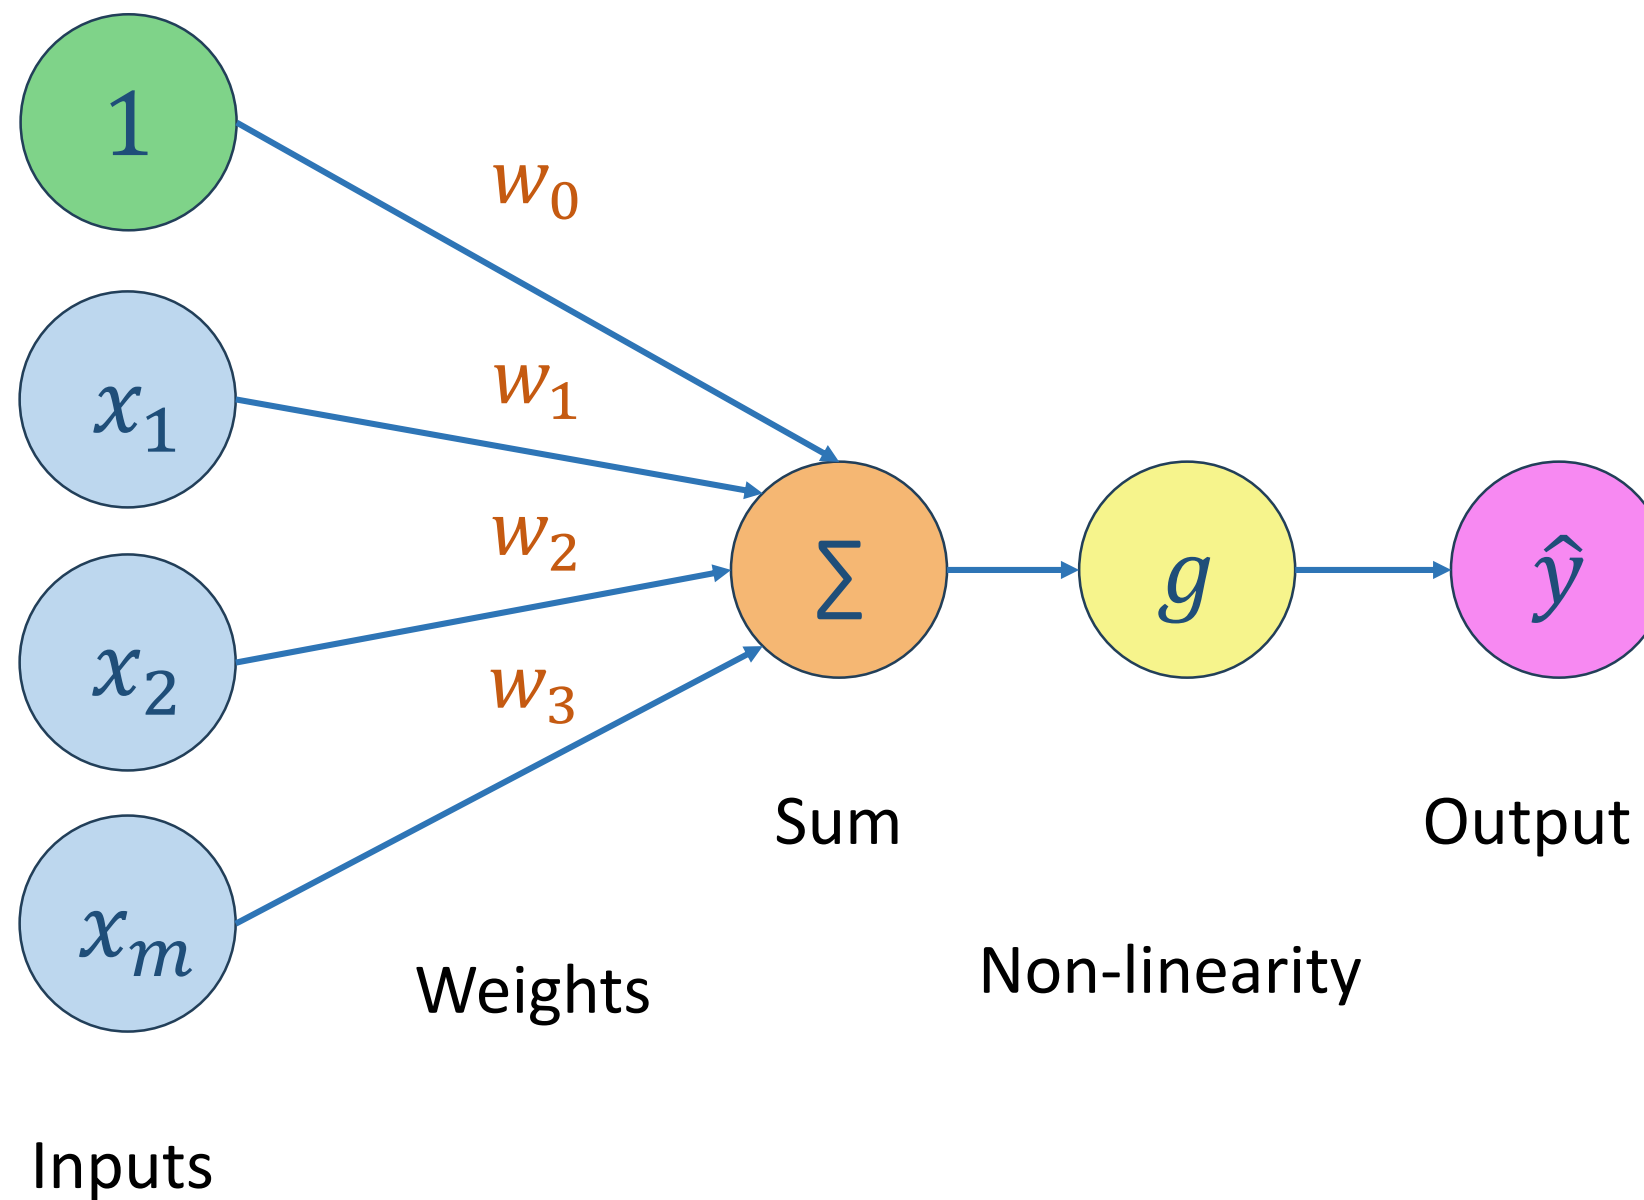 1
w₀
x₁
w₁
x₂
w₂
xₘ
w₃
∑
g
ŷ
Sum
Output
Non-linearity
Weights
Inputs